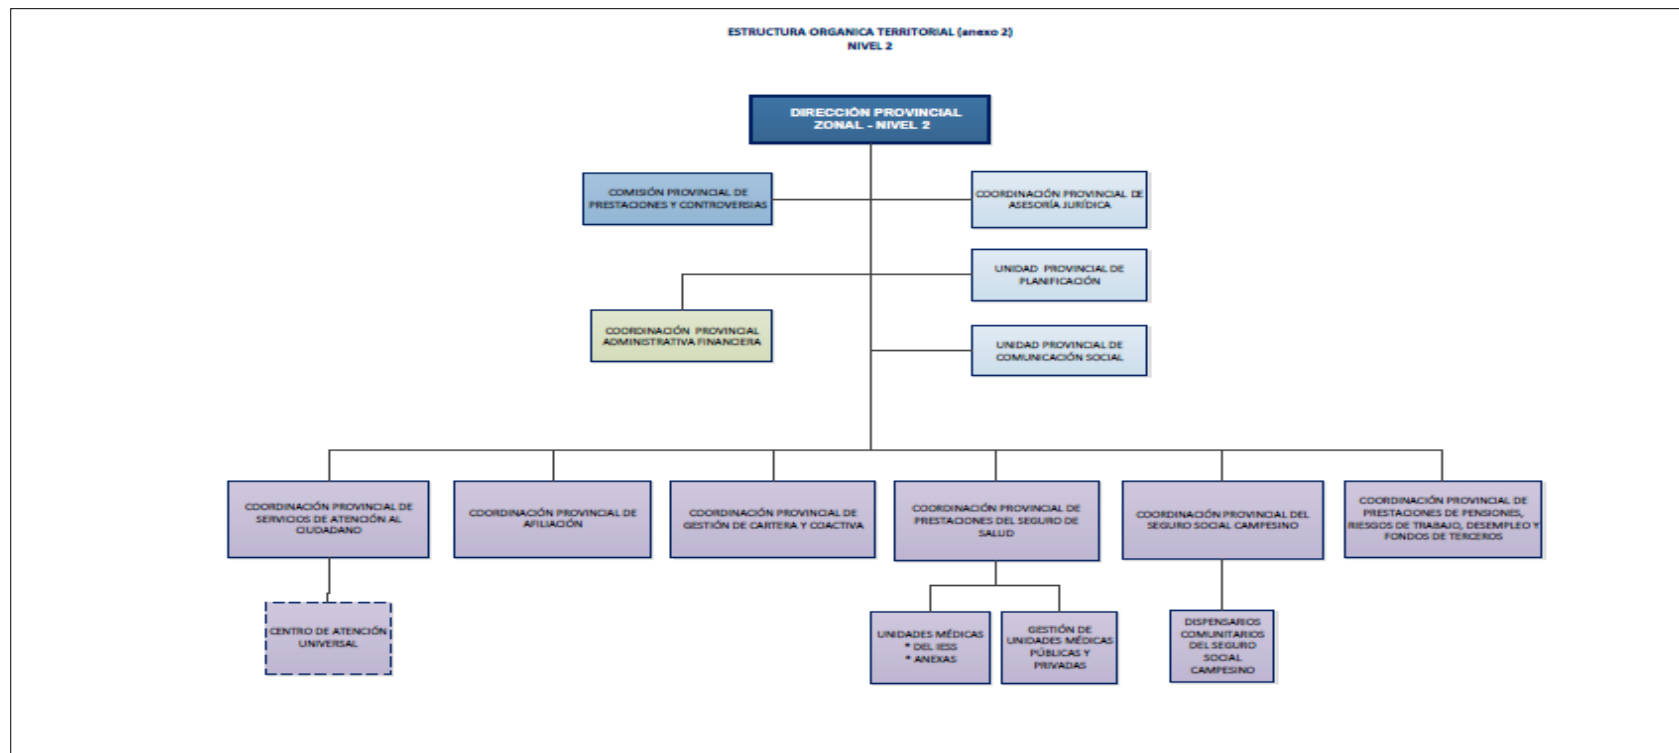 ESTRUCTURA ORGANICA TERRITORIAL (anexo 2)
NIVEL 2
DIRECCIÓN PROVINCIAL
ZONAL - NIVEL 2
COMISIÓN PROVINCIAL DE
PRESTACIONES Y CONTROVERSIAS
COORDINACIÓN PROVINCIAL DE
ASESORÍA JURÍDICA
UNIDAD PROVINCIAL DE
PLANIFICACIÓN
COORDINACIÓN PROVINCIAL
ADMINISTRATIVA FINANCIERA
UNIDAD PROVINCIAL DE
COMUNICACIÓN SOCIAL
COORDINACIÓN PROVINCIAL DE
SERVICIOS DE ATENCIÓN AL
CIUDADANO
COORDINACIÓN PROVINCIAL DE
AFILIACIÓN
COORDINACIÓN PROVINCIAL DE
GESTIÓN DE CARTERA Y COACTIVA
COORDINACIÓN PROVINCIAL DE
PRESTACIONES DEL SEGURO DE
SALUD
COORDINACIÓN PROVINCIAL DEL
SEGURO SOCIAL CAMPESINO
COORDINACIÓN PROVINCIAL DE
PRESTACIONES DE PENSIONES,
RIESGOS DE TRABAJO, DESEMPLEO Y
FONDOS DE TERCEROS
CENTRO DE ATENCIÓN
UNIVERSAL
UNIDADES MÉDICAS
* DEL IESS
* ANEXAS
GESTIÓN DE
UNIDADES MÉDICAS
PÚBLICAS Y
PRIVADAS
DISPENSARIOS
COMUNITARIOS
DEL SEGURO
SOCIAL
CAMPESINO